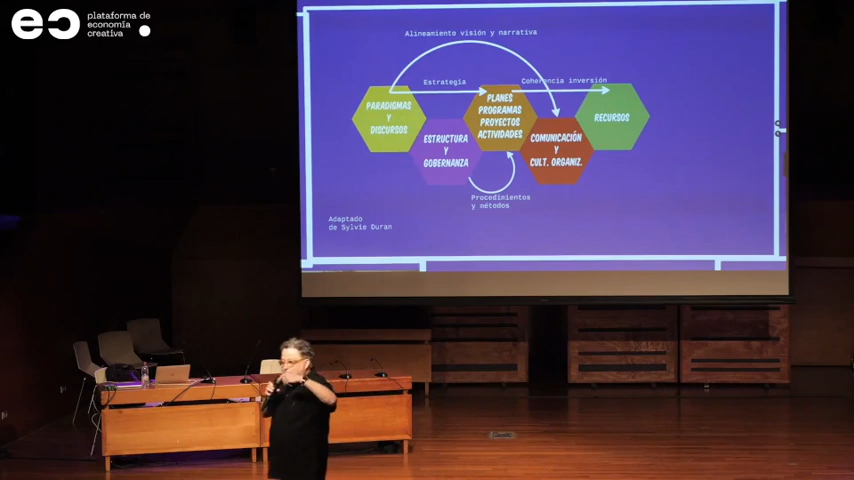 ec plataforma de
economía
creativa
Alineamiento visión y narrativa
Estrategia
Coherencia inversión
PARADIGMAS
Y
DISCURSOS
ESTRUCTURA
Y
GOBERNANZA
PLANES
PROGRAMAS
PROYECTOS
ACTIVIDADES
COMUNICACIÓN
Y
CULT. ORGANIZ.
RECURSOS
Procedimientos
y métodos
Adaptado
de Sylvie Duran